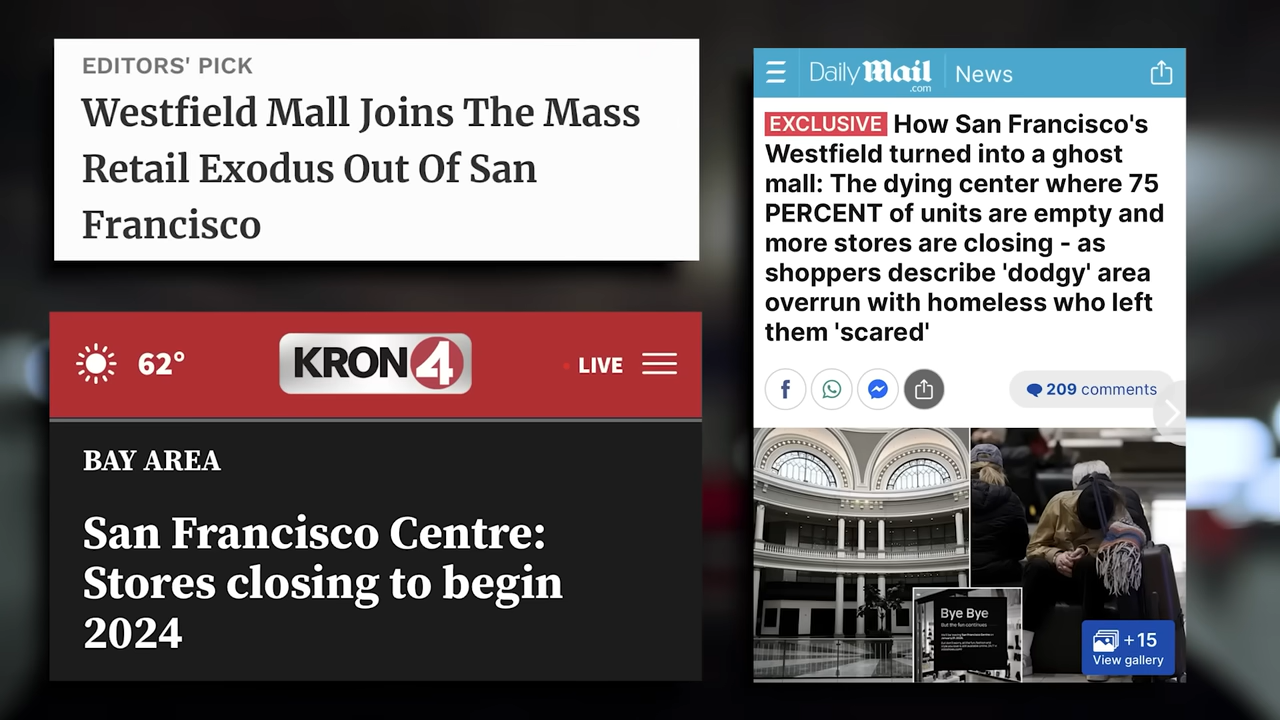 EDITORS' PICK
Westfield Mall Joins The Mass
Retail Exodus Out Of San
Francisco
62°
KRON4
LIVE
BAY AREA
San Francisco Centre:
Stores closing to begin
2024
Daily Mail
.com
News
EXCLUSIVE How San Francisco's
Westfield turned into a ghost
mall: The dying center where 75
PERCENT of units are empty and
more stores are closing - as
shoppers describe 'dodgy' area
overrun with homeless who left
them 'scared'
209 comments
Bye Bye
But the fun continues
+15
View gallery